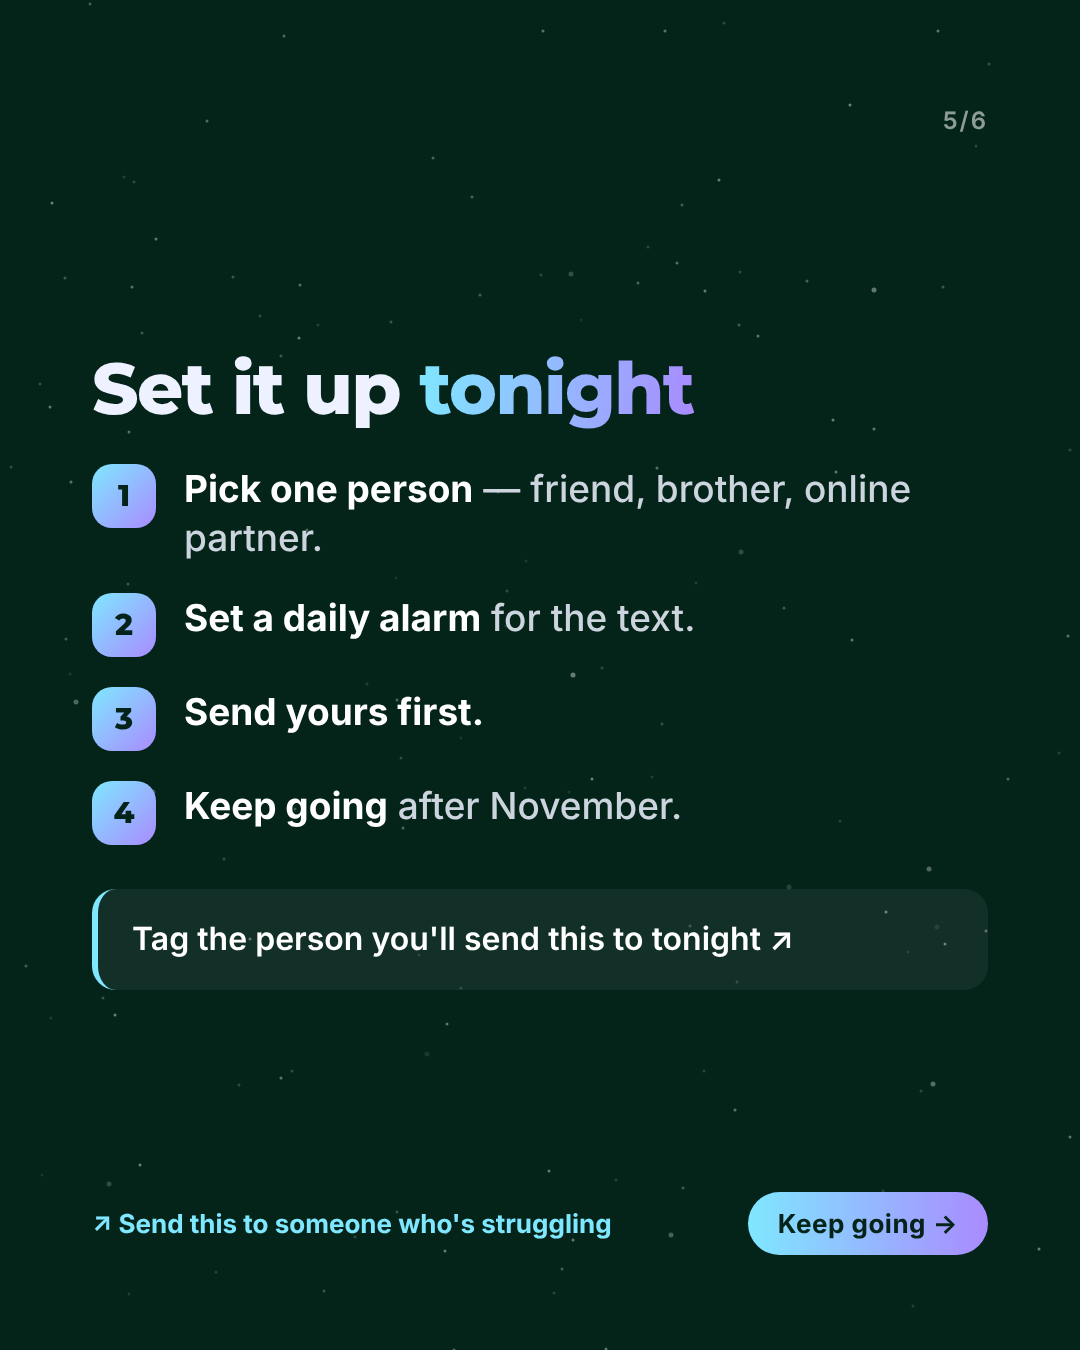 5/6
Set it up tonight
1 Pick one person — friend, brother, online
partner.
2 Set a daily alarm for the text.
3 Send yours first.
4 Keep going after November.
Tag the person you'll send this to tonight ↗
↗ Send this to someone who's struggling
Keep going →